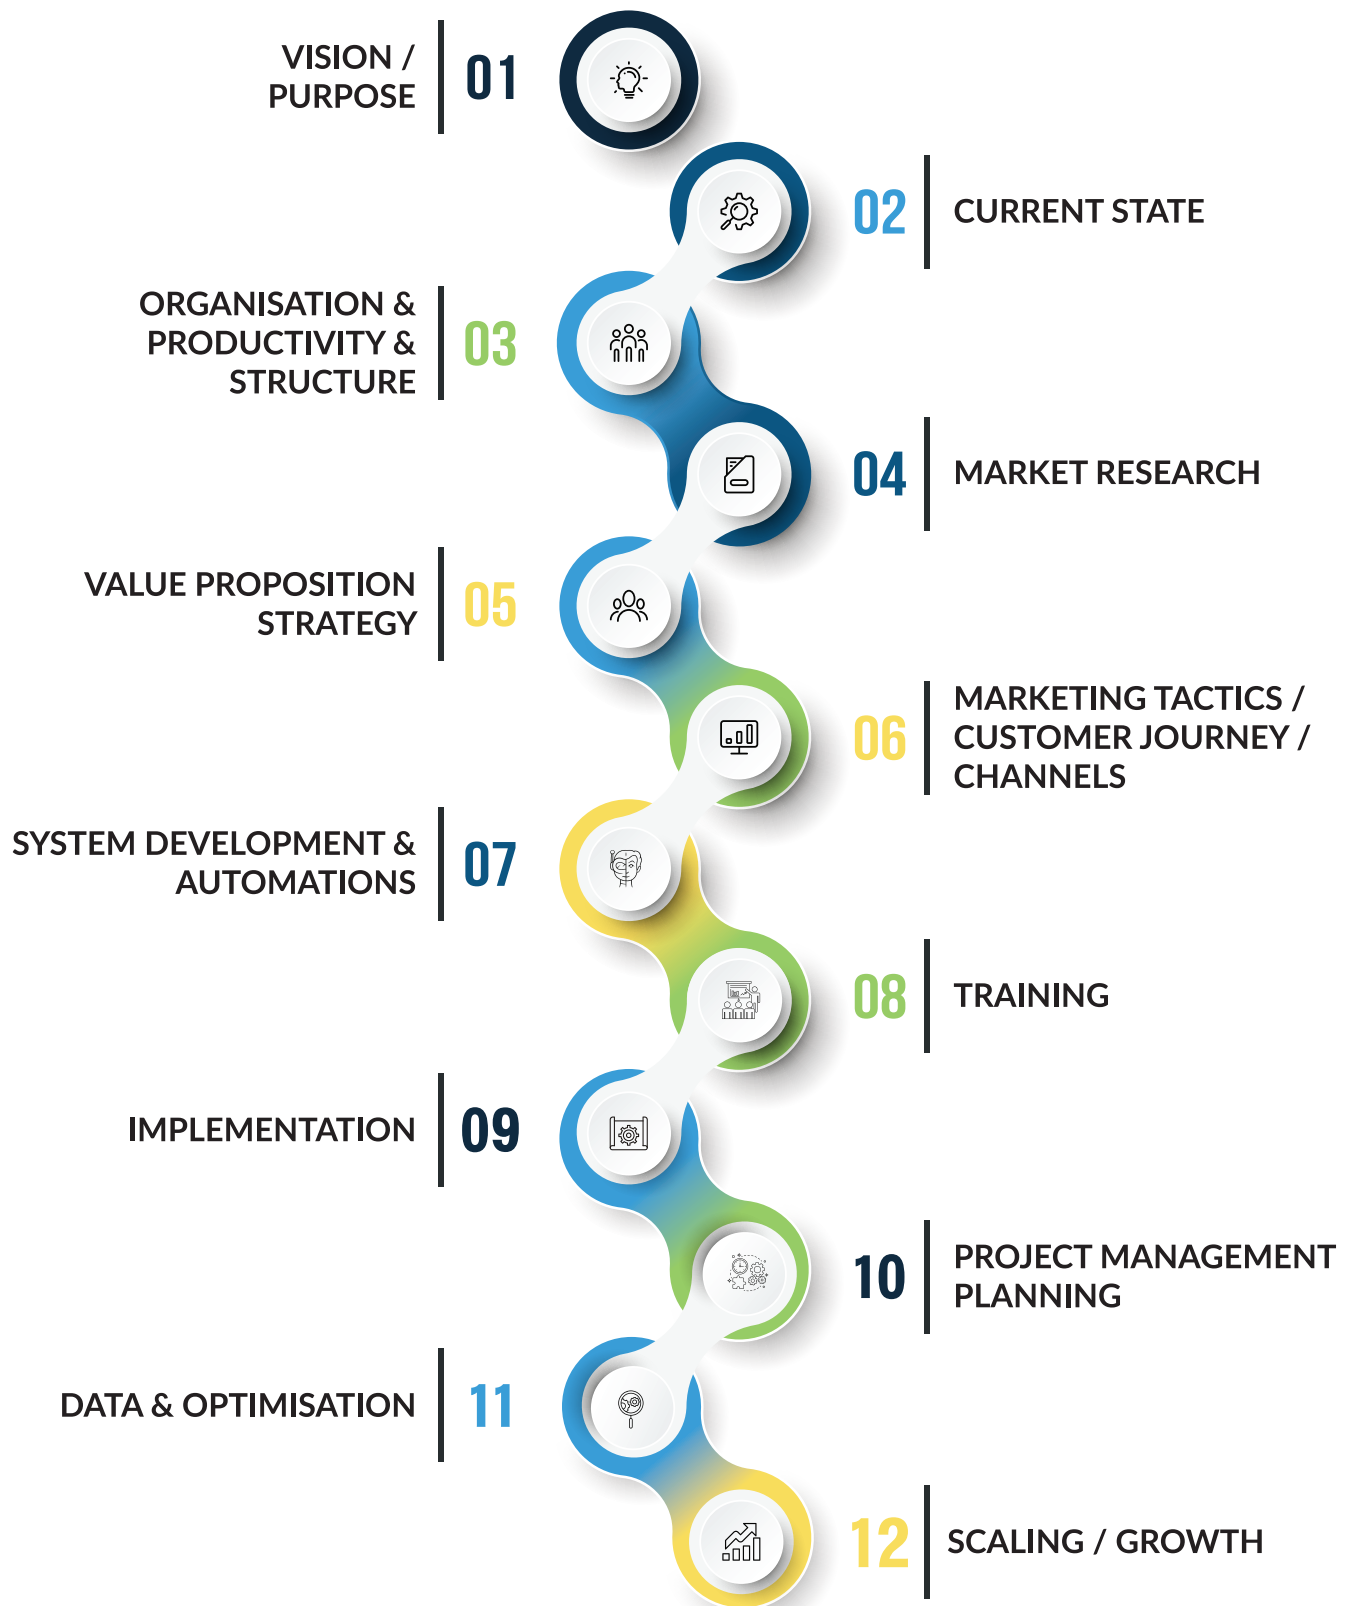 VISION /
PURPOSE
01
02
CURRENT STATE
ORGANISATION &
PRODUCTIVITY &
STRUCTURE
03
04
MARKET RESEARCH
VALUE PROPOSITION
STRATEGY
05
06
MARKETING TACTICS /
CUSTOMER JOURNEY /
CHANNELS
SYSTEM DEVELOPMENT &
AUTOMATIONS
07
08
TRAINING
IMPLEMENTATION
09
10
PROJECT MANAGEMENT
PLANNING
DATA & OPTIMISATION
11
12
SCALING / GROWTH